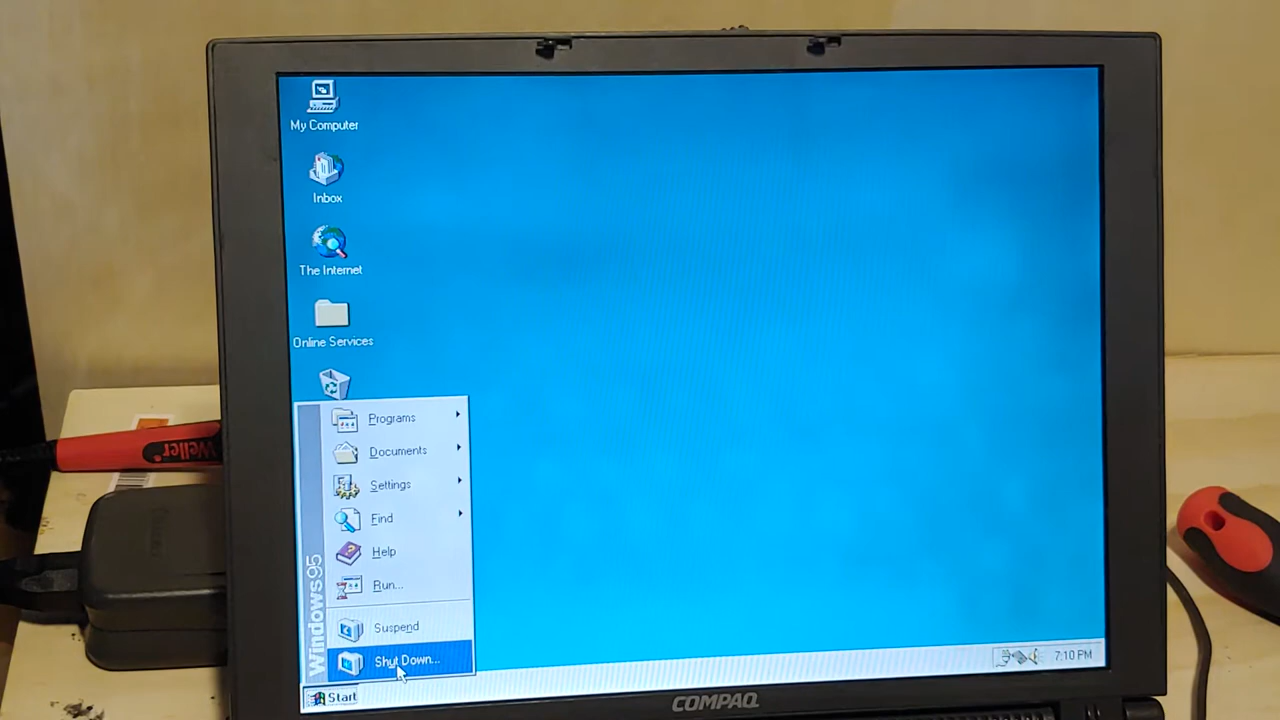 My Computer
Inbox
The Internet
Online Services
Programs
Documents
Settings
Find
Help
Run...
Suspend
Shut Down...
Windows95
Start
7:10 PM
COMPAQ
Weller